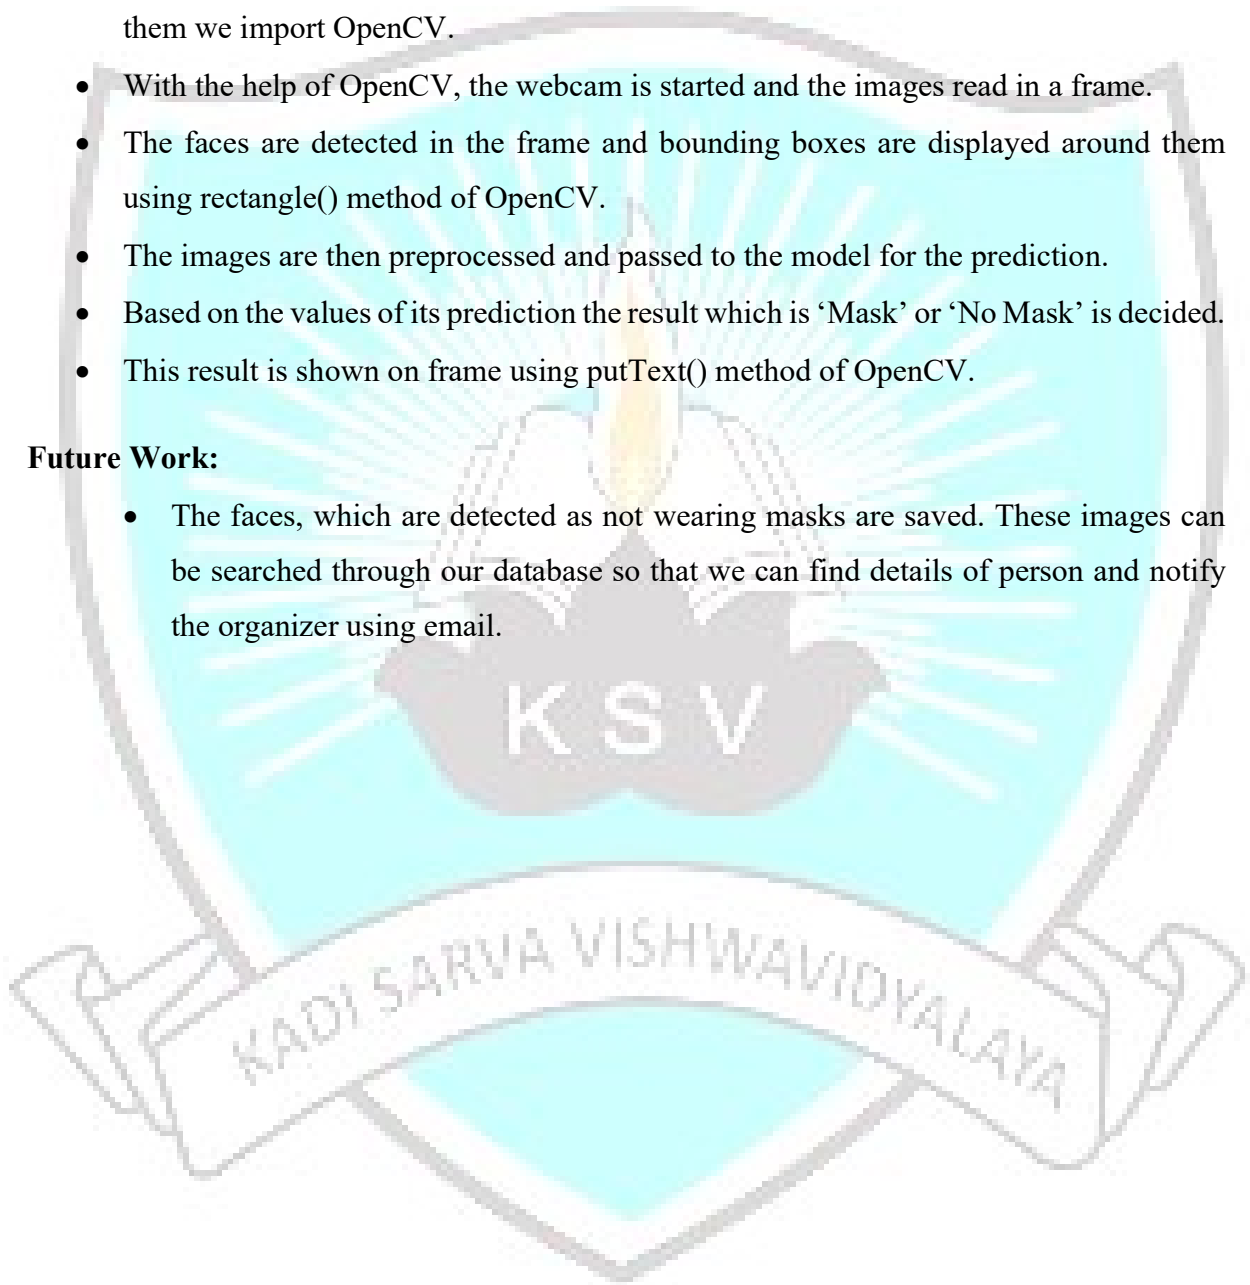 them we import OpenCV.
• With the help of OpenCV, the webcam is started and the images read in a frame.
• The faces are detected in the frame and bounding boxes are displayed around them
using rectangle() method of OpenCV.
• The images are then preprocessed and passed to the model for the prediction.
• Based on the values of its prediction the result which is ‘Mask’ or ‘No Mask’ is decided.
• This result is shown on frame using putText() method of OpenCV.
Future Work:
• The faces, which are detected as not wearing masks are saved. These images can
be searched through our database so that we can find details of person and notify
the organizer using email.
K S V
KADI SARVA VISHWAVIDYALAYA